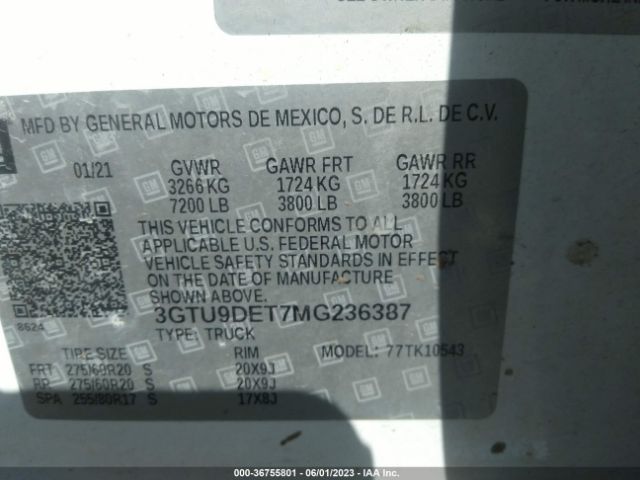 MFD BY GENERAL MOTORS DE MEXICO, S. DE R.L. DE C.V.
01/21 GVWR GAWR FRT GAWR RR
3266 KG 1724 KG 1724 KG
7200 LB 3800 LB 3800 LB
THIS VEHICLE CONFORMS TO ALL
APPLICABLE U.S. FEDERAL MOTOR
VEHICLE SAFETY STANDARDS IN EFFECT
ON THE DATE OF MANUFACTURE
SHOWN ABOVE.
8624 3GTU9DET7MG236387
TYPE: TRUCK
TIRE SIZE RIM MODEL: 77TK10543
FRT 275/60R20 S 20X9J
RR 275/60R20 S 20X9J
SPA 255/80R17 S 17X8J
000-36755801 - 06/01/2023 - IAA Inc.